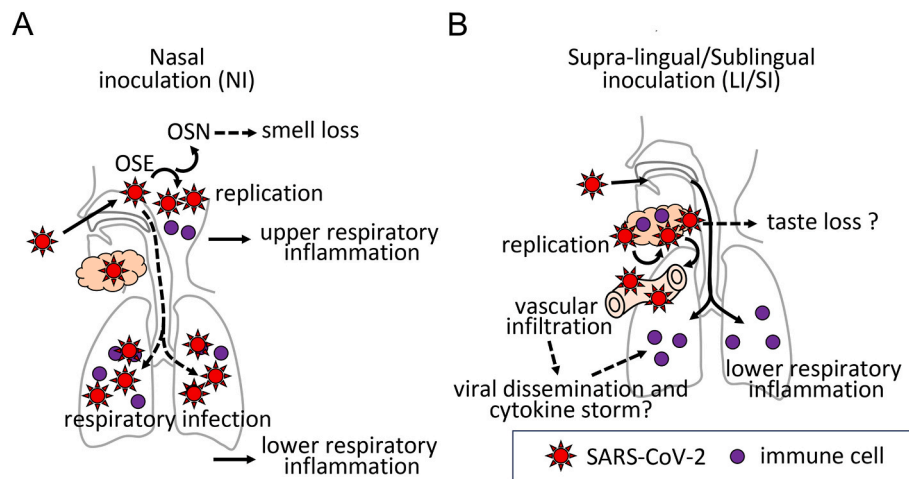 A
Nasal
inoculation (NI)
OSN
smell loss
OSE
replication
upper respiratory
inflammation
respiratory infection
lower respiratory
inflammation
B
Supra-lingual/Sublingual
inoculation (LI/SI)
taste loss ?
replication
vascular
infiltration
viral dissemination and
cytokine storm?
lower respiratory
inflammation
SARS-CoV-2
immune cell